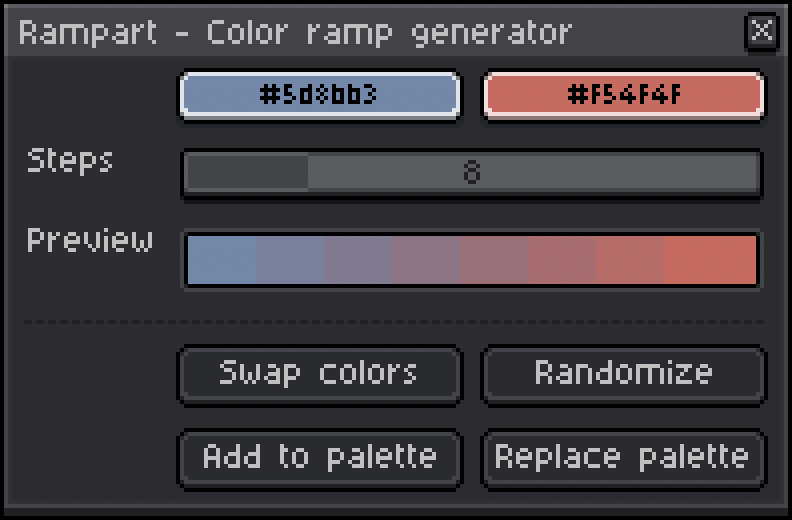 Rampart - Color ramp generator
#5d8bb3 #f54f4f
Steps 8
Preview
Swap colors Randomize
Add to palette Replace palette